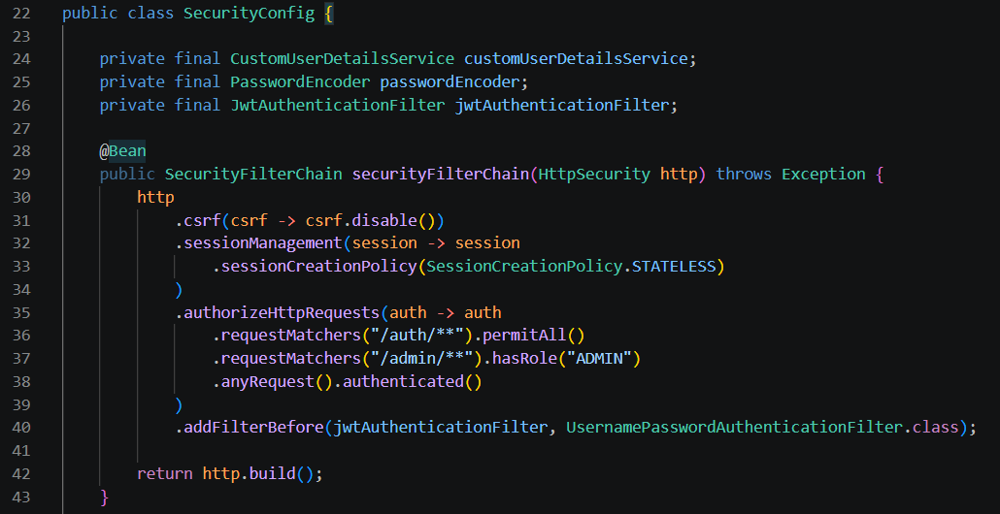 22 public class SecurityConfig {
23
24     private final CustomUserDetailsService customUserDetailsService;
25     private final PasswordEncoder passwordEncoder;
26     private final JwtAuthenticationFilter jwtAuthenticationFilter;
27
28     @Bean
29     public SecurityFilterChain securityFilterChain(HttpSecurity http) throws Exception {
30         http
31             .csrf(csrf -> csrf.disable())
32             .sessionManagement(session -> session
33                 .sessionCreationPolicy(SessionCreationPolicy.STATELESS)
34             )
35             .authorizeHttpRequests(auth -> auth
36                 .requestMatchers("/auth/**").permitAll()
37                 .requestMatchers("/admin/**").hasRole("ADMIN")
38                 .anyRequest().authenticated()
39             )
40             .addFilterBefore(jwtAuthenticationFilter, UsernamePasswordAuthenticationFilter.class);
41
42         return http.build();
43     }